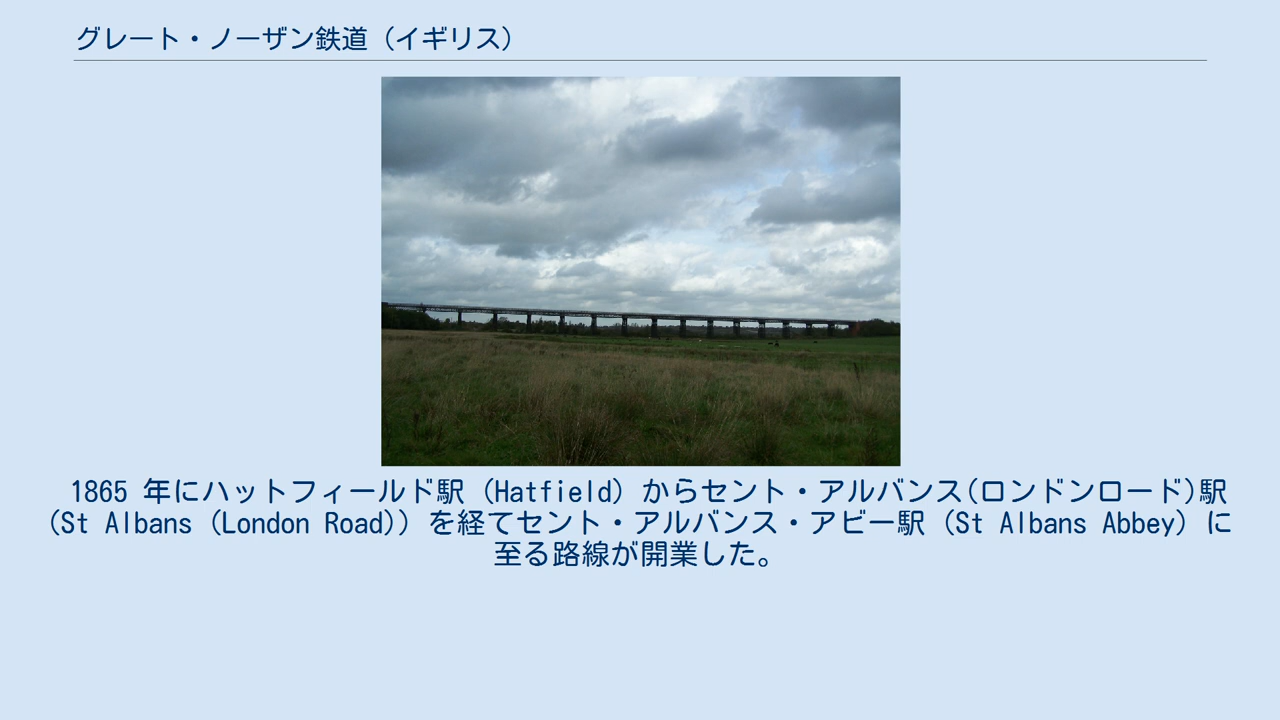 グレート・ノーザン鉄道（イギリス）
1865 年にハットフィールド駅（Hatfield）からセント・アルバンス(ロンドンロード)駅
（St Albans (London Road)）を経てセント・アルバンス・アビー駅（St Albans Abbey）に
至る路線が開業した。